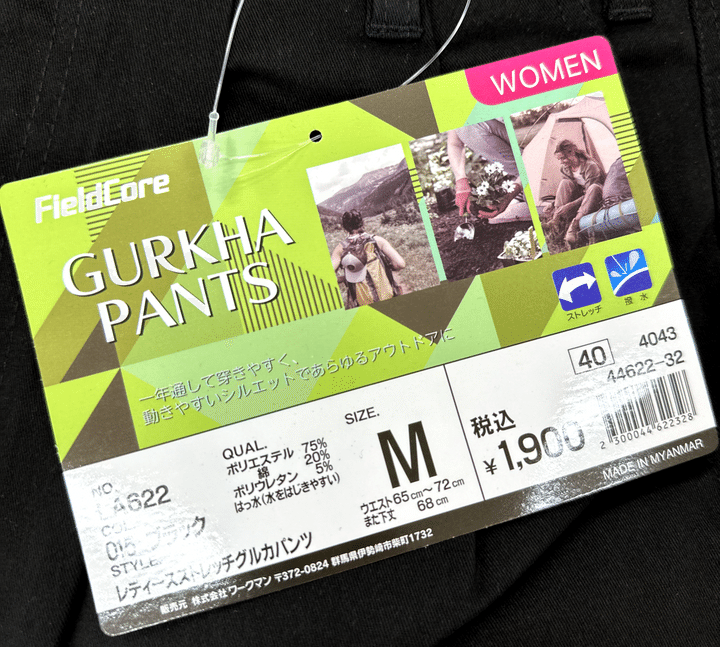 WOMEN
FieldCore
GURKHA
PANTS
ストレッチ
撥水
一年通して穿きやすく、
動きやすいシルエットであらゆるアウトドアに
NO.
A622
015 ブラック
STYLE
レディースストレッチグルカパンツ
QUAL.
ポリエステル 75%
綿 20%
ポリウレタン 5%
はっ水(水をはじきやすい)
SIZE.
M
ウエスト65cm〜72cm
また下丈 68cm
税込
¥1,900
40
4043
44622-32
2 300044 622328
MADE IN MYANMAR
販売元 株式会社ワークマン 〒372-0824 群馬県伊勢崎市柴町1732